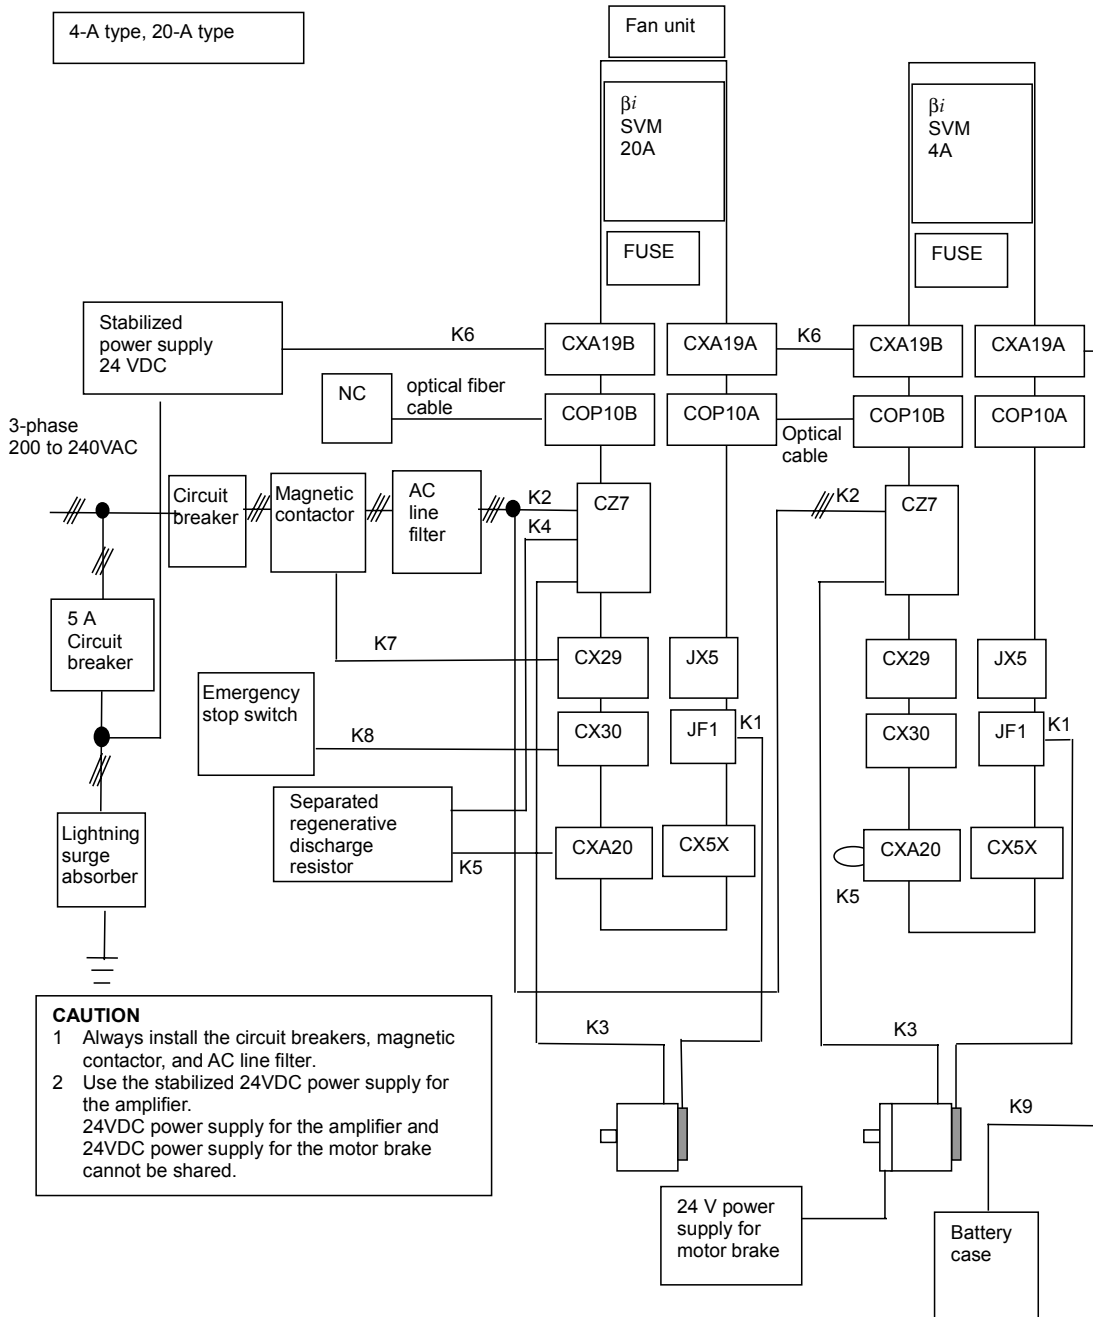 4-A type, 20-A type
Fan unit
βi
SVM
20A
βi
SVM
4A
FUSE
FUSE
Stabilized
power supply
24 VDC
K6
CXA19B
CXA19A
K6
CXA19B
CXA19A
NC
optical fiber
cable
COP10B
COP10A
Optical
cable
COP10B
COP10A
3-phase
200 to 240VAC
Circuit
breaker
Magnetic
contactor
AC
line
filter
K2
K4
CZ7
K2
CZ7
5 A
Circuit
breaker
K7
CX29
JX5
CX29
JX5
Emergency
stop switch
K8
CX30
JF1
K1
CX30
JF1
K1
Separated
regenerative
discharge
resistor
K5
CXA20
CX5X
CXA20
CX5X
K5
Lightning
surge
absorber
CAUTION
1 Always install the circuit breakers, magnetic
contactor, and AC line filter.
2 Use the stabilized 24VDC power supply for
the amplifier.
24VDC power supply for the amplifier and
24VDC power supply for the motor brake
cannot be shared.
K3
K3
K9
24 V power
supply for
motor brake
Battery
case